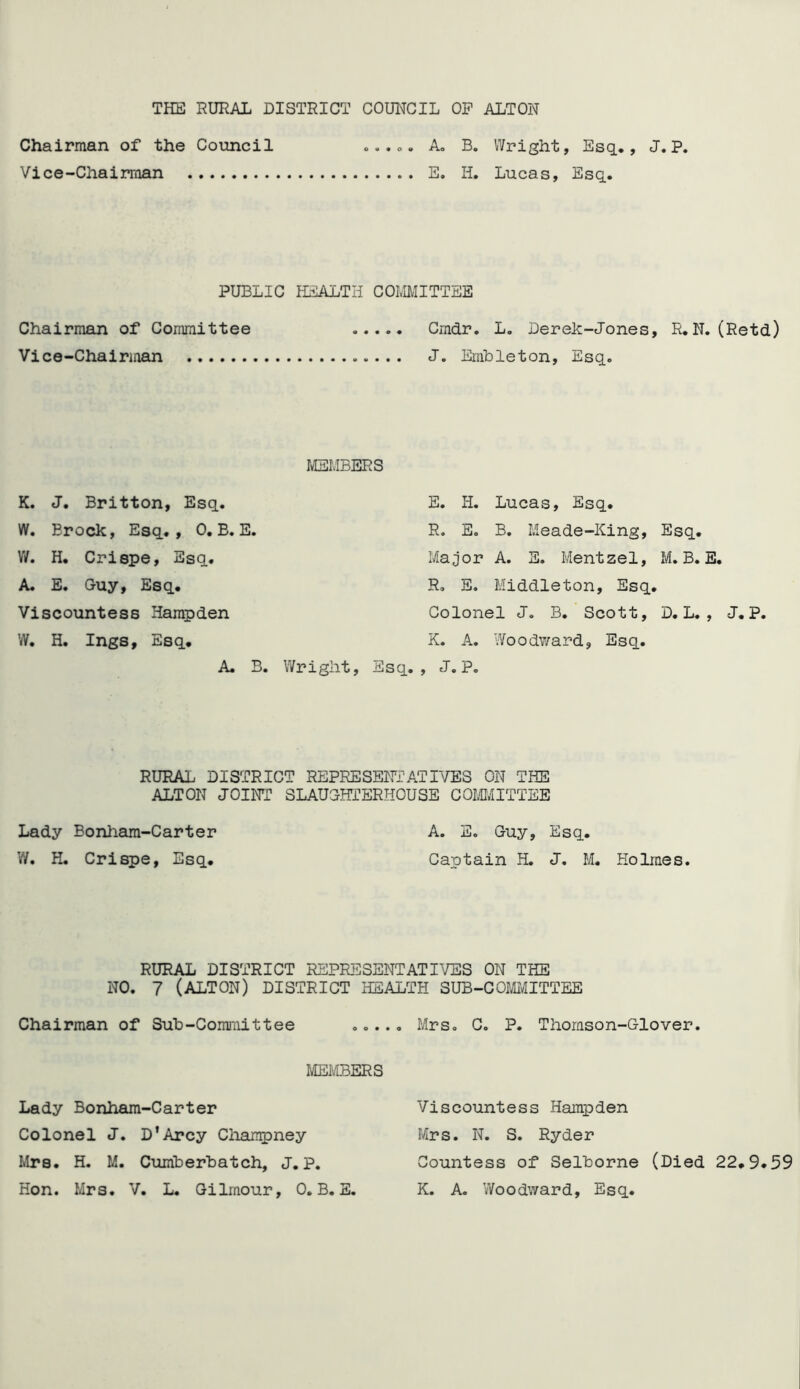 THE RURAL DISTRICT COUNCIL OF ALTON
Chairman of the Council ..... A. B. Wright, Esq., J.P.
Vice-Chairman ...................... E. H. Lucas, Esq.
PUBLIC HEALTH COMMITTEE
Chairman of Committee ..... Cmdr. L. Derek-Jones, R.N.(Retd)
Vice-Chairman ..................... J. Embleton, Esq.
MEMBERS
K. J. Britton, Esq. E. H. Lucas, Esq.
W. Brock, Esq., O.B.E. R. E. B. Meade-King, Esq.
W. H. Crispe, Esq. Major A. E. Mentzel, M.B.E.
A. E. Guy, Esq. R. E. Middleton, Esq.
Viscountess Hampden Colonel J. B. Scott, D.L., J.P.
W. H. Ings, Esq. K. A. Woodward, Esq.
A. B. Wright, Esq., J.P.
RURAL DISTRICT REPRESENTATIVES ON THE
ALTON JOINT SLAUGHTERHOUSE COMMITTEE
Lady Bonham-Carter A. E. Guy, Esq.
W. H. Crispe, Esq. Captain H. J. M. Holmes.
RURAL DISTRICT REPRESENTATIVES ON THE
NO. 7 (ALTON) DISTRICT HEALTH SUB-COMMITTEE
Chairman of Sub-Committee ..... Mrs. C. P. Thomson-Glover.
MEMBERS
Lady Bonham-Carter Viscountess Hampden
Colonel J. D'Arcy Champney Mrs. N. S. Ryder
Mrs. H. M. Cumberbatch, J.P. Countess of Selborne (Died 22.9.59
Hon. Mrs. V. L. Gilmour, O.B.E. K. A. Woodward, Esq.